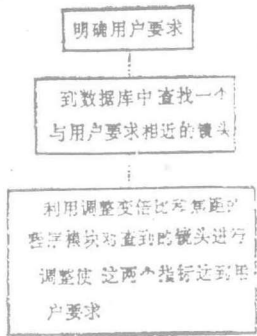 明确用户要求
到数据库中查找一个
与用户要求相近的镜头
利用调整变倍比和焦距的
程序模块对查到的镜头进行
调整使这两个指标达到用
户要求